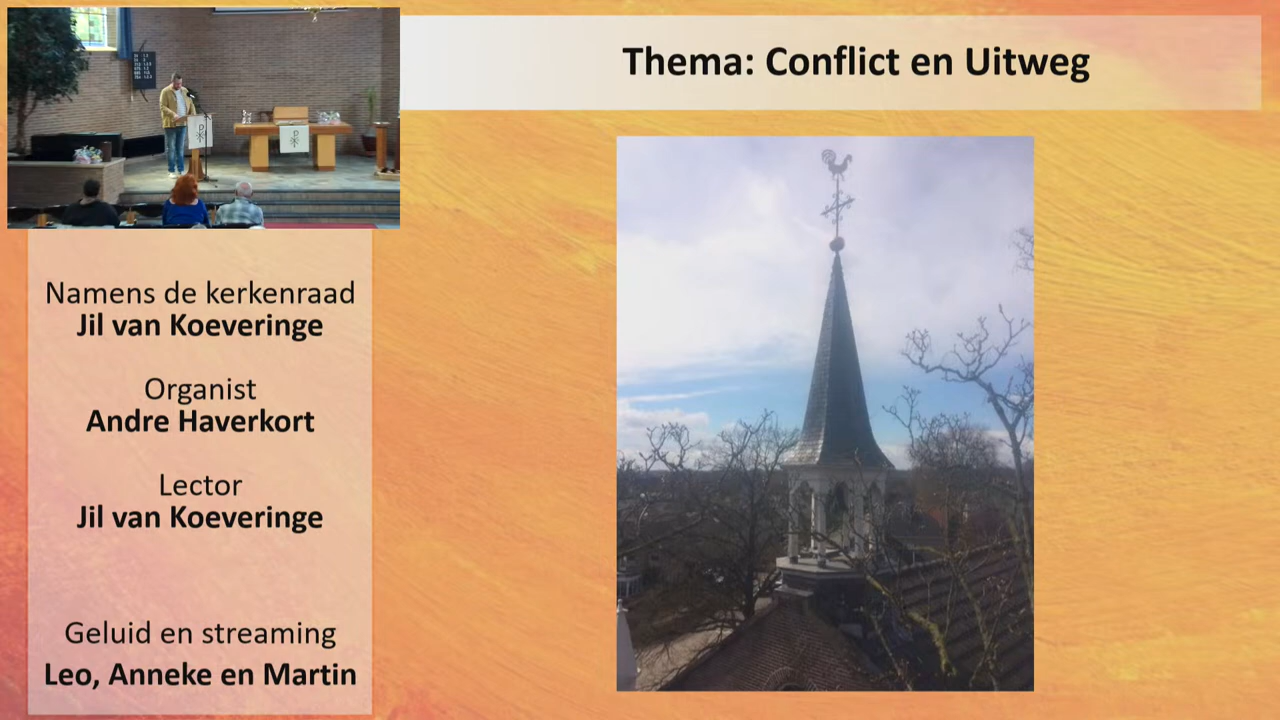 Thema: Conflict en Uitweg
Namens de kerkenraad
Jil van Koeveringe
Organist
Andre Haverkort
Lector
Jil van Koeveringe
Geluid en streaming
Leo, Anneke en Martin